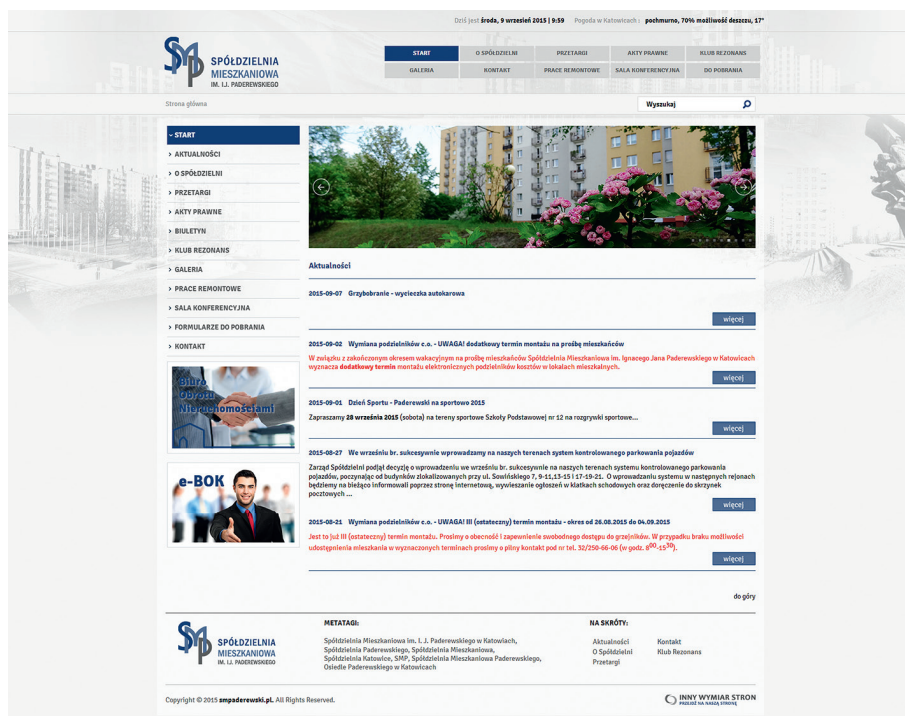 Dziś jest środa, 9 wrzesień 2015 | 9:59 Pogoda w Katowicach : pochmurno, 70% możliwość deszczu, 17°
SMP SPÓŁDZIELNIA
MIESZKANIOWA
IM. I.J. PADEREWSKIEGO
START O SPÓŁDZIELNI PRZETARGI AKTY PRAWNE KLUB REZONANS
GALERIA KONTAKT PRACE REMONTOWE SALA KONFERENCYJNA DO POBRANIA
Strona główna
Wyszukaj
START
AKTUALNOŚCI
O SPÓŁDZIELNI
PRZETARGI
AKTY PRAWNE
BIULETYN
KLUB REZONANS
GALERIA
PRACE REMONTOWE
SALA KONFERENCYJNA
FORMULARZE DO POBRANIA
KONTAKT
Biuro
Obrotu
Nieruchomościami
e-BOK
Aktualności
2015-09-07 Grzybobranie - wycieczka autokarowa
więcej
2015-09-02 Wymiana podzielników c.o. - UWAGA! dodatkowy termin montażu na prośbę mieszkańców
W związku z zakończonym okresem wakacyjnym na prośbę mieszkańców Spółdzielnia Mieszkaniowa im. Ignacego Jana Paderewskiego w Katowicach
wyznacza dodatkowy termin montażu elektronicznych podzielników kosztów w lokalach mieszkalnych.
więcej
2015-09-01 Dzień Sportu - Paderewski na sportowo 2015
Zapraszamy 28 września 2015 (sobota) na tereny sportowe Szkoły Podstawowej nr 12 na rozgrywki sportowe...
więcej
2015-08-27 We wrześniu br. sukcesywnie wprowadzamy na naszych terenach system kontrolowanego parkowania pojazdów
Zarząd Spółdzielni podjął decyzję o wprowadzeniu we wrześniu br. sukcesywnie na naszych terenach systemu kontrolowanego parkowania
pojazdów, poczynając od budynków zlokalizowanych przy ul. Sowińskiego 7, 9-11,13-15 i 17-19-21. O wprowadzaniu systemu w następnych rejonach
będziemy na bieżąco informowali poprzez stronę internetową, wywieszanie ogłoszeń w klatkach schodowych oraz doręczenie do skrzynek
pocztowych ...
więcej
2015-08-21 Wymiana podzielników c.o. - UWAGA! III (ostateczny) termin montażu - okres od 26.08.2015 do 04.09.2015
Jest to już III (ostateczny) termin montażu. Prosimy o obecność i zapewnienie swobodnego dostępu do grzejników. W przypadku braku możliwości
udostępnienia mieszkania w wyznaczonych terminach prosimy o pilny kontakt pod nr tel. 32/250-66-06 (w godz. 8⁰⁰-15³⁰).
więcej
do góry
SMP SPÓŁDZIELNIA
MIESZKANIOWA
IM. I.J. PADEREWSKIEGO
METATAGI:
Spółdzielnia Mieszkaniowa im. I. J. Paderewskiego w Katowiach,
Spółdzielnia Paderewskiego, Spółdzielnia Mieszkaniowa,
Spółdzielnia Katowice, SMP, Spółdzielnia Mieszkaniowa Paderewskiego,
Osiedle Paderewskiego w Katowicach
NA SKRÓTY:
Aktualności Kontakt
O Spółdzielni Klub Rezonans
Przetargi
Copyright © 2015 smpaderewski.pl. All Rights Reserved.
INNY WYMIAR STRON
PRZEJDŹ NA NASZĄ STRONĘ